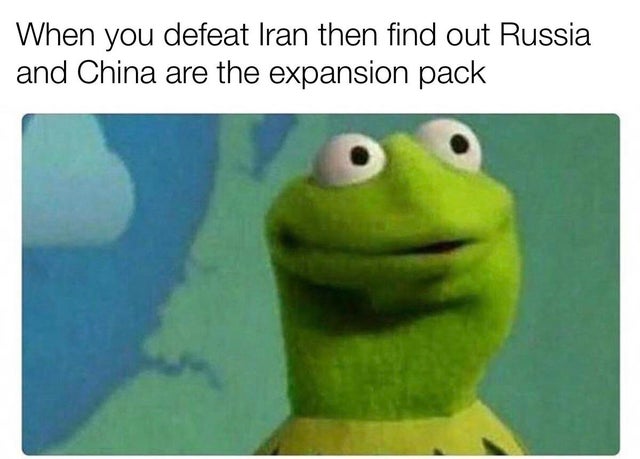 When you defeat Iran then find out Russia
and China are the expansion pack